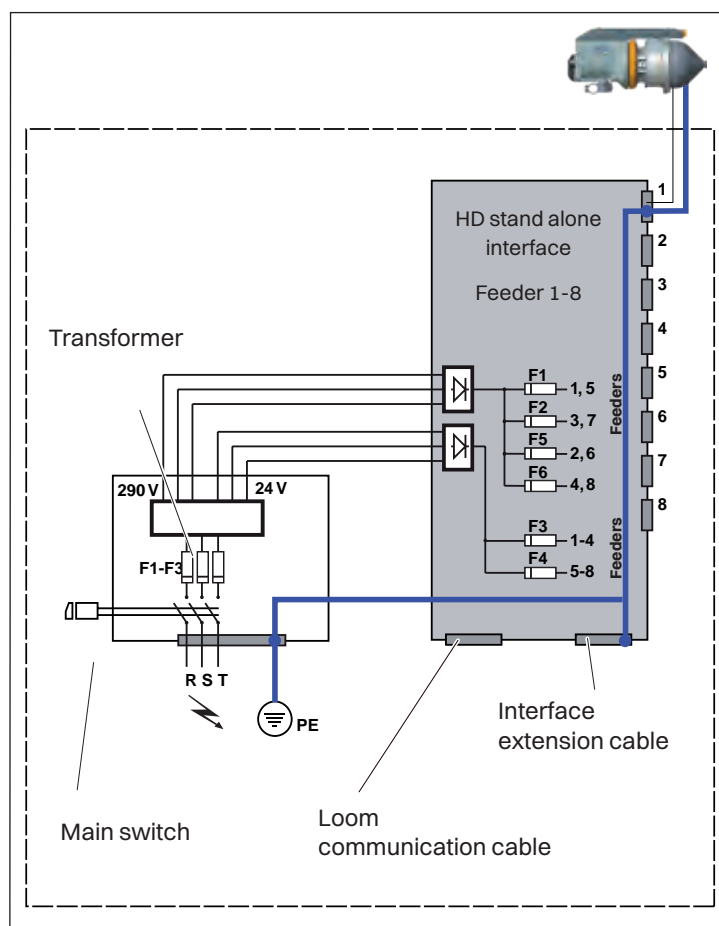 1
HD stand alone
interface
Feeder 1-8
2
3
4
5
6
7
8
Transformer
F1
1, 5
F2
3, 7
F5
2, 6
F6
4, 8
Feeders
F3
1-4
F4
5-8
Feeders
290 V
24 V
F1-F3
R S T
PE
Interface
extension cable
Loom
communication cable
Main switch